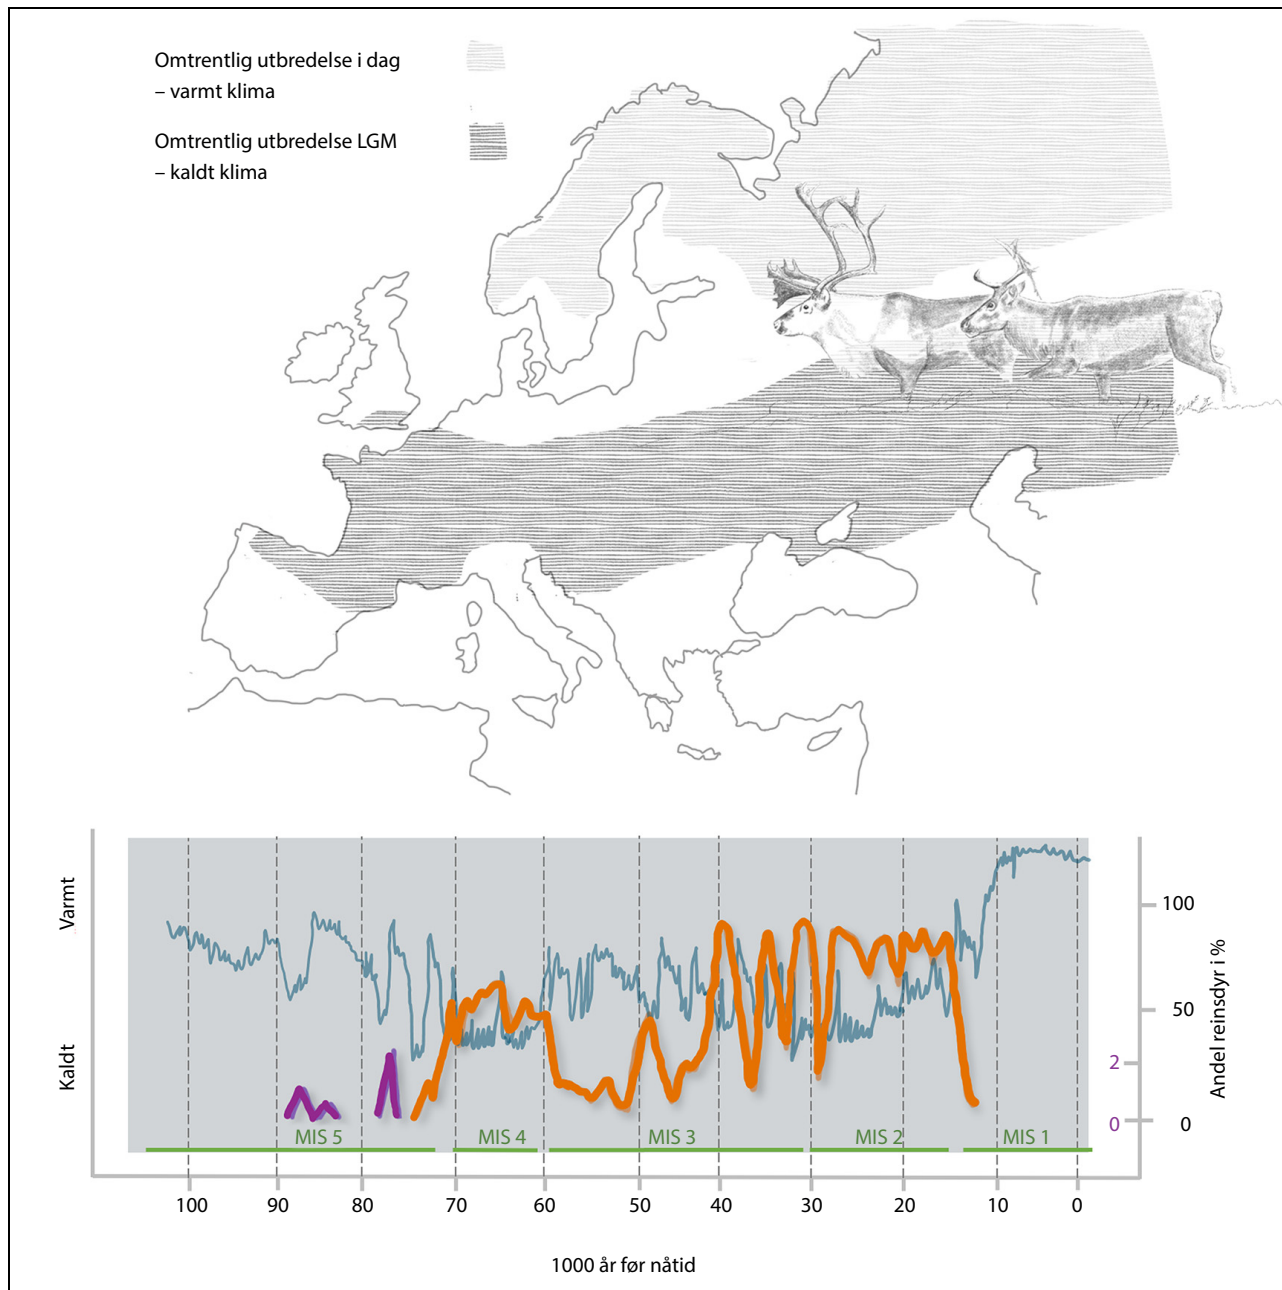 Omtrentlig utbredelse i dag
– varmt klima
Omtrentlig utbredelse LGM
– kaldt klima
Varmt
Kaldt
100
50
2
0
0
Andel reinsdyr i %
MIS 5
MIS 4
MIS 3
MIS 2
MIS 1
100
90
80
70
60
50
40
30
20
10
0
1000 år før nåtid